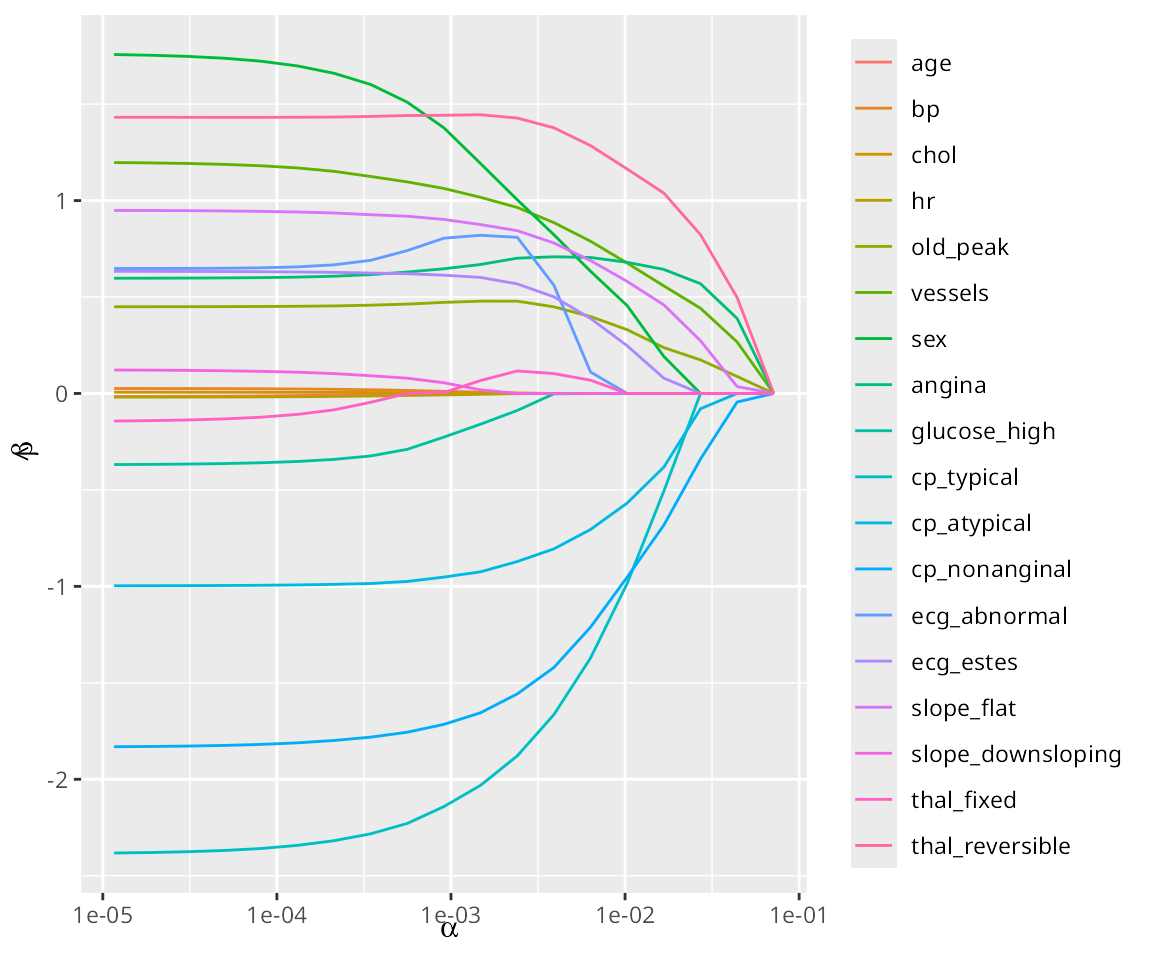 1
0
-1
-2
β̂
1e-05
1e-04
1e-03
1e-02
1e-01
α
age
bp
chol
hr
old_peak
vessels
sex
angina
glucose_high
cp_typical
cp_atypical
cp_nonanginal
ecg_abnormal
ecg_estes
slope_flat
slope_downsloping
thal_fixed
thal_reversible